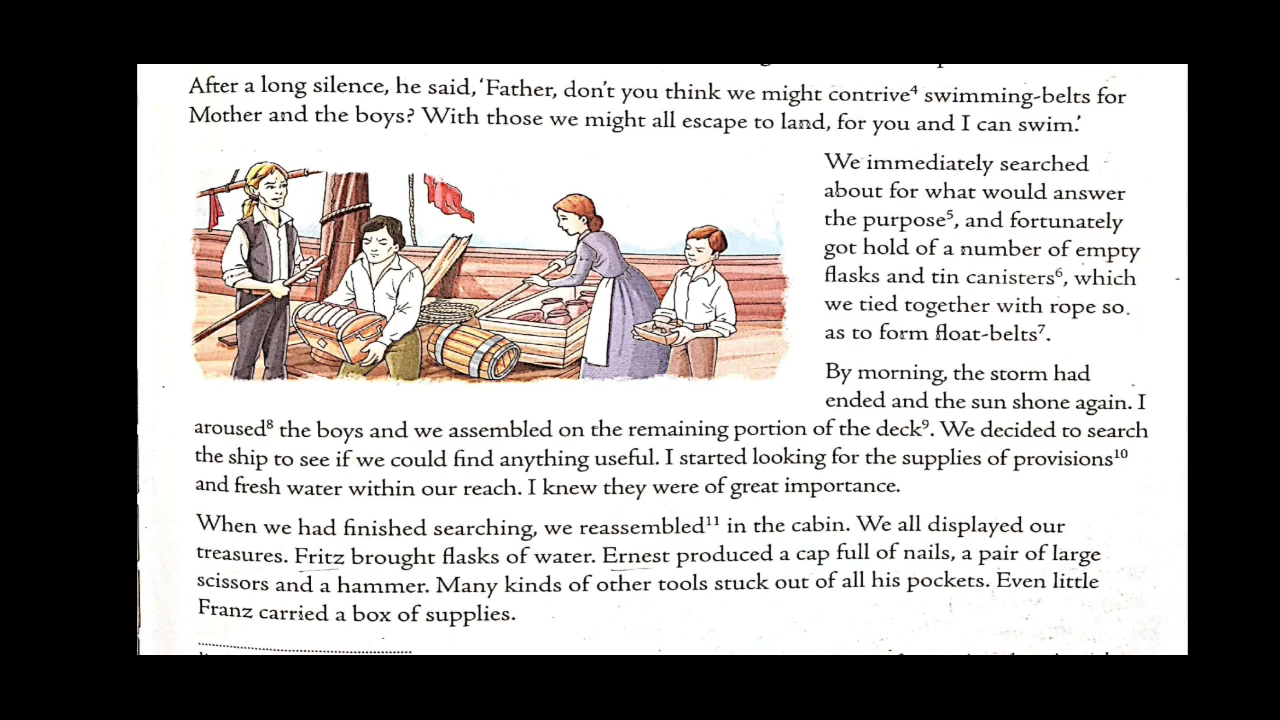 After a long silence, he said, 'Father, don't you think we might contrive⁴ swimming-belts for
Mother and the boys? With those we might all escape to land, for you and I can swim.'
We immediately searched
about for what would answer
the purpose⁵, and fortunately
got hold of a number of empty
flasks and tin canisters⁶, which
we tied together with rope so
as to form float-belts⁷.
By morning, the storm had
ended and the sun shone again. I
aroused⁸ the boys and we assembled on the remaining portion of the deck⁹. We decided to search
the ship to see if we could find anything useful. I started looking for the supplies of provisions¹⁰
and fresh water within our reach. I knew they were of great importance.
When we had finished searching, we reassembled¹¹ in the cabin. We all displayed our
treasures. Fritz brought flasks of water. Ernest produced a cap full of nails, a pair of large
scissors and a hammer. Many kinds of other tools stuck out of all his pockets. Even little
Franz carried a box of supplies.